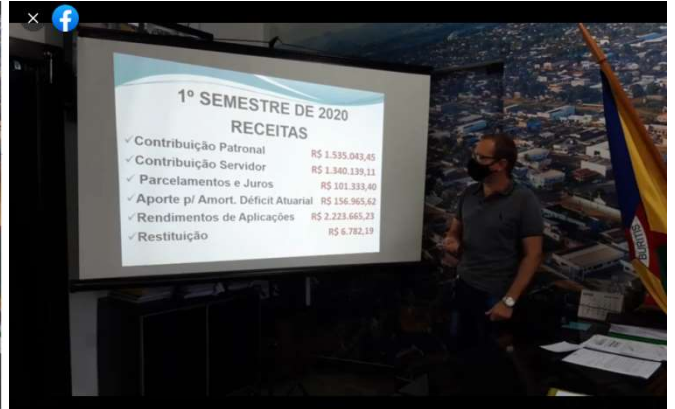 1º SEMESTRE DE 2020
RECEITAS
✓Contribuição Patronal R$ 1.535.043,45
✓Contribuição Servidor R$ 1.340.139,11
✓ Parcelamentos e Juros R$ 101.333,40
✓Aporte p/ Amort. Déficit Atuarial R$ 156.965,62
✓Rendimentos de Aplicações R$ 2.223.665,23
✓Restituição R$ 6.782,19
BURITIS